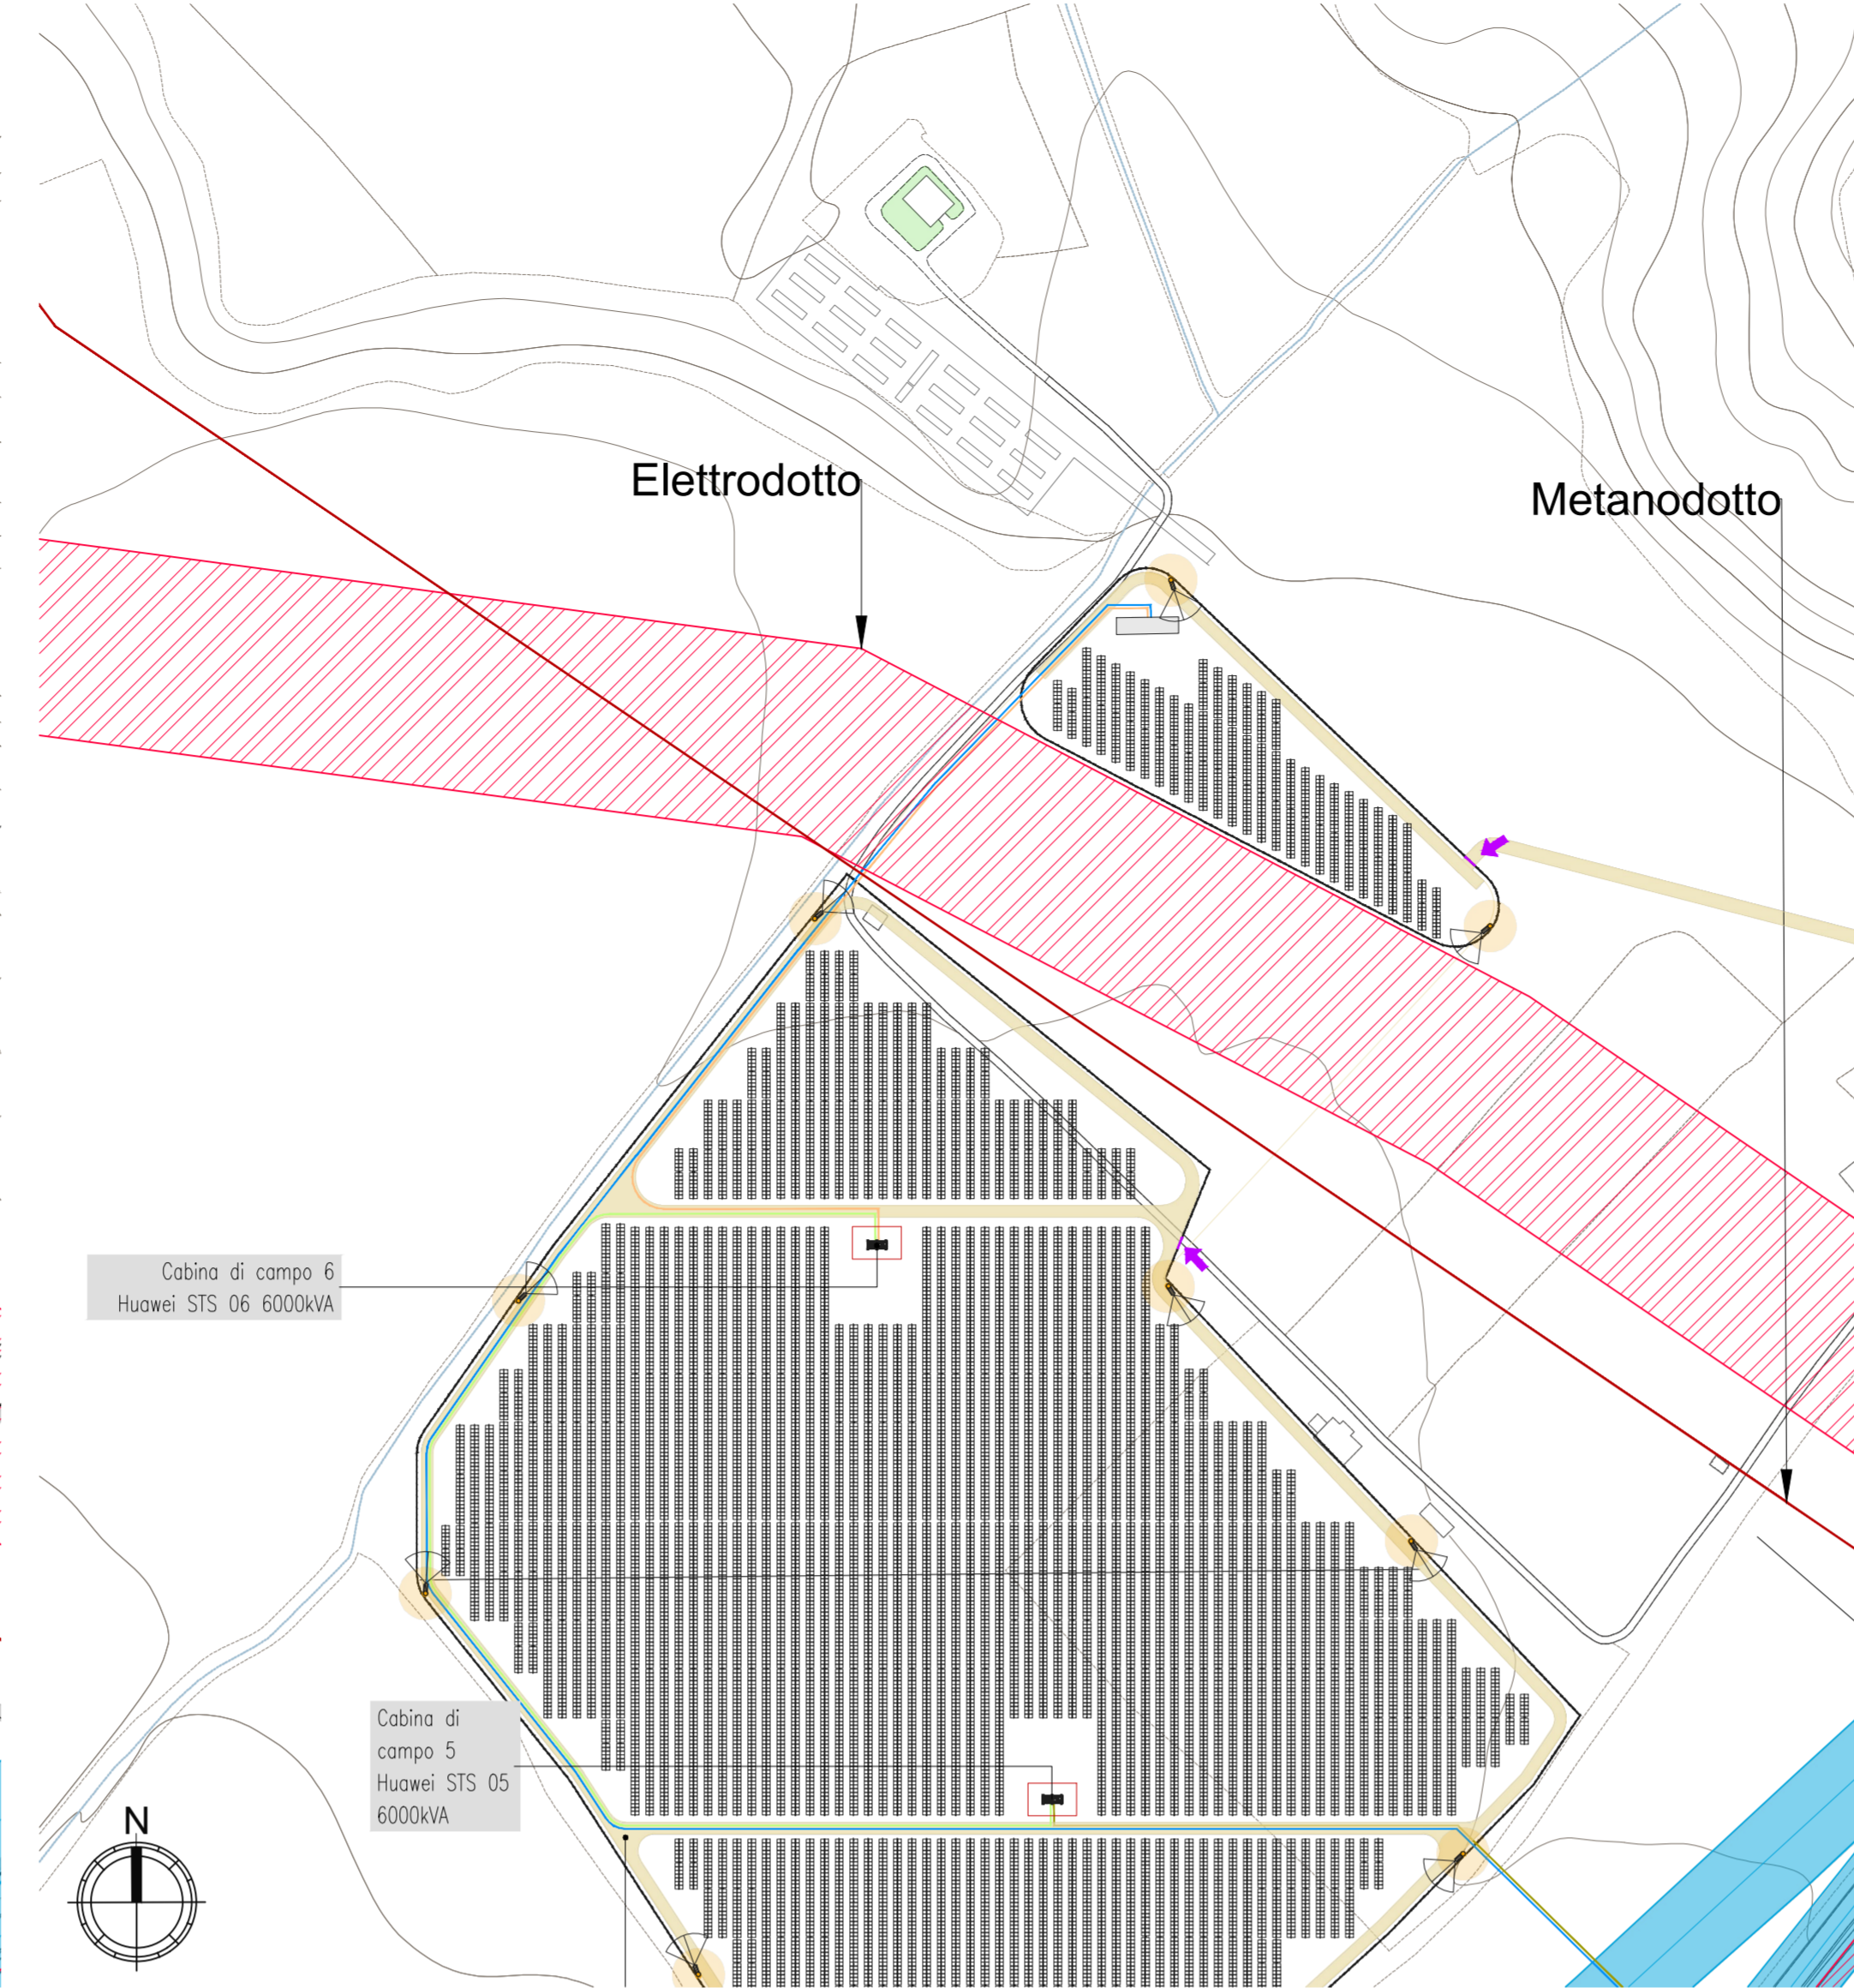 Elettrodotto
Metanodotto
Cabina di campo 6
Huawei STS 06 6000kVA
Cabina di
campo 5
Huawei STS 05
6000kVA
N